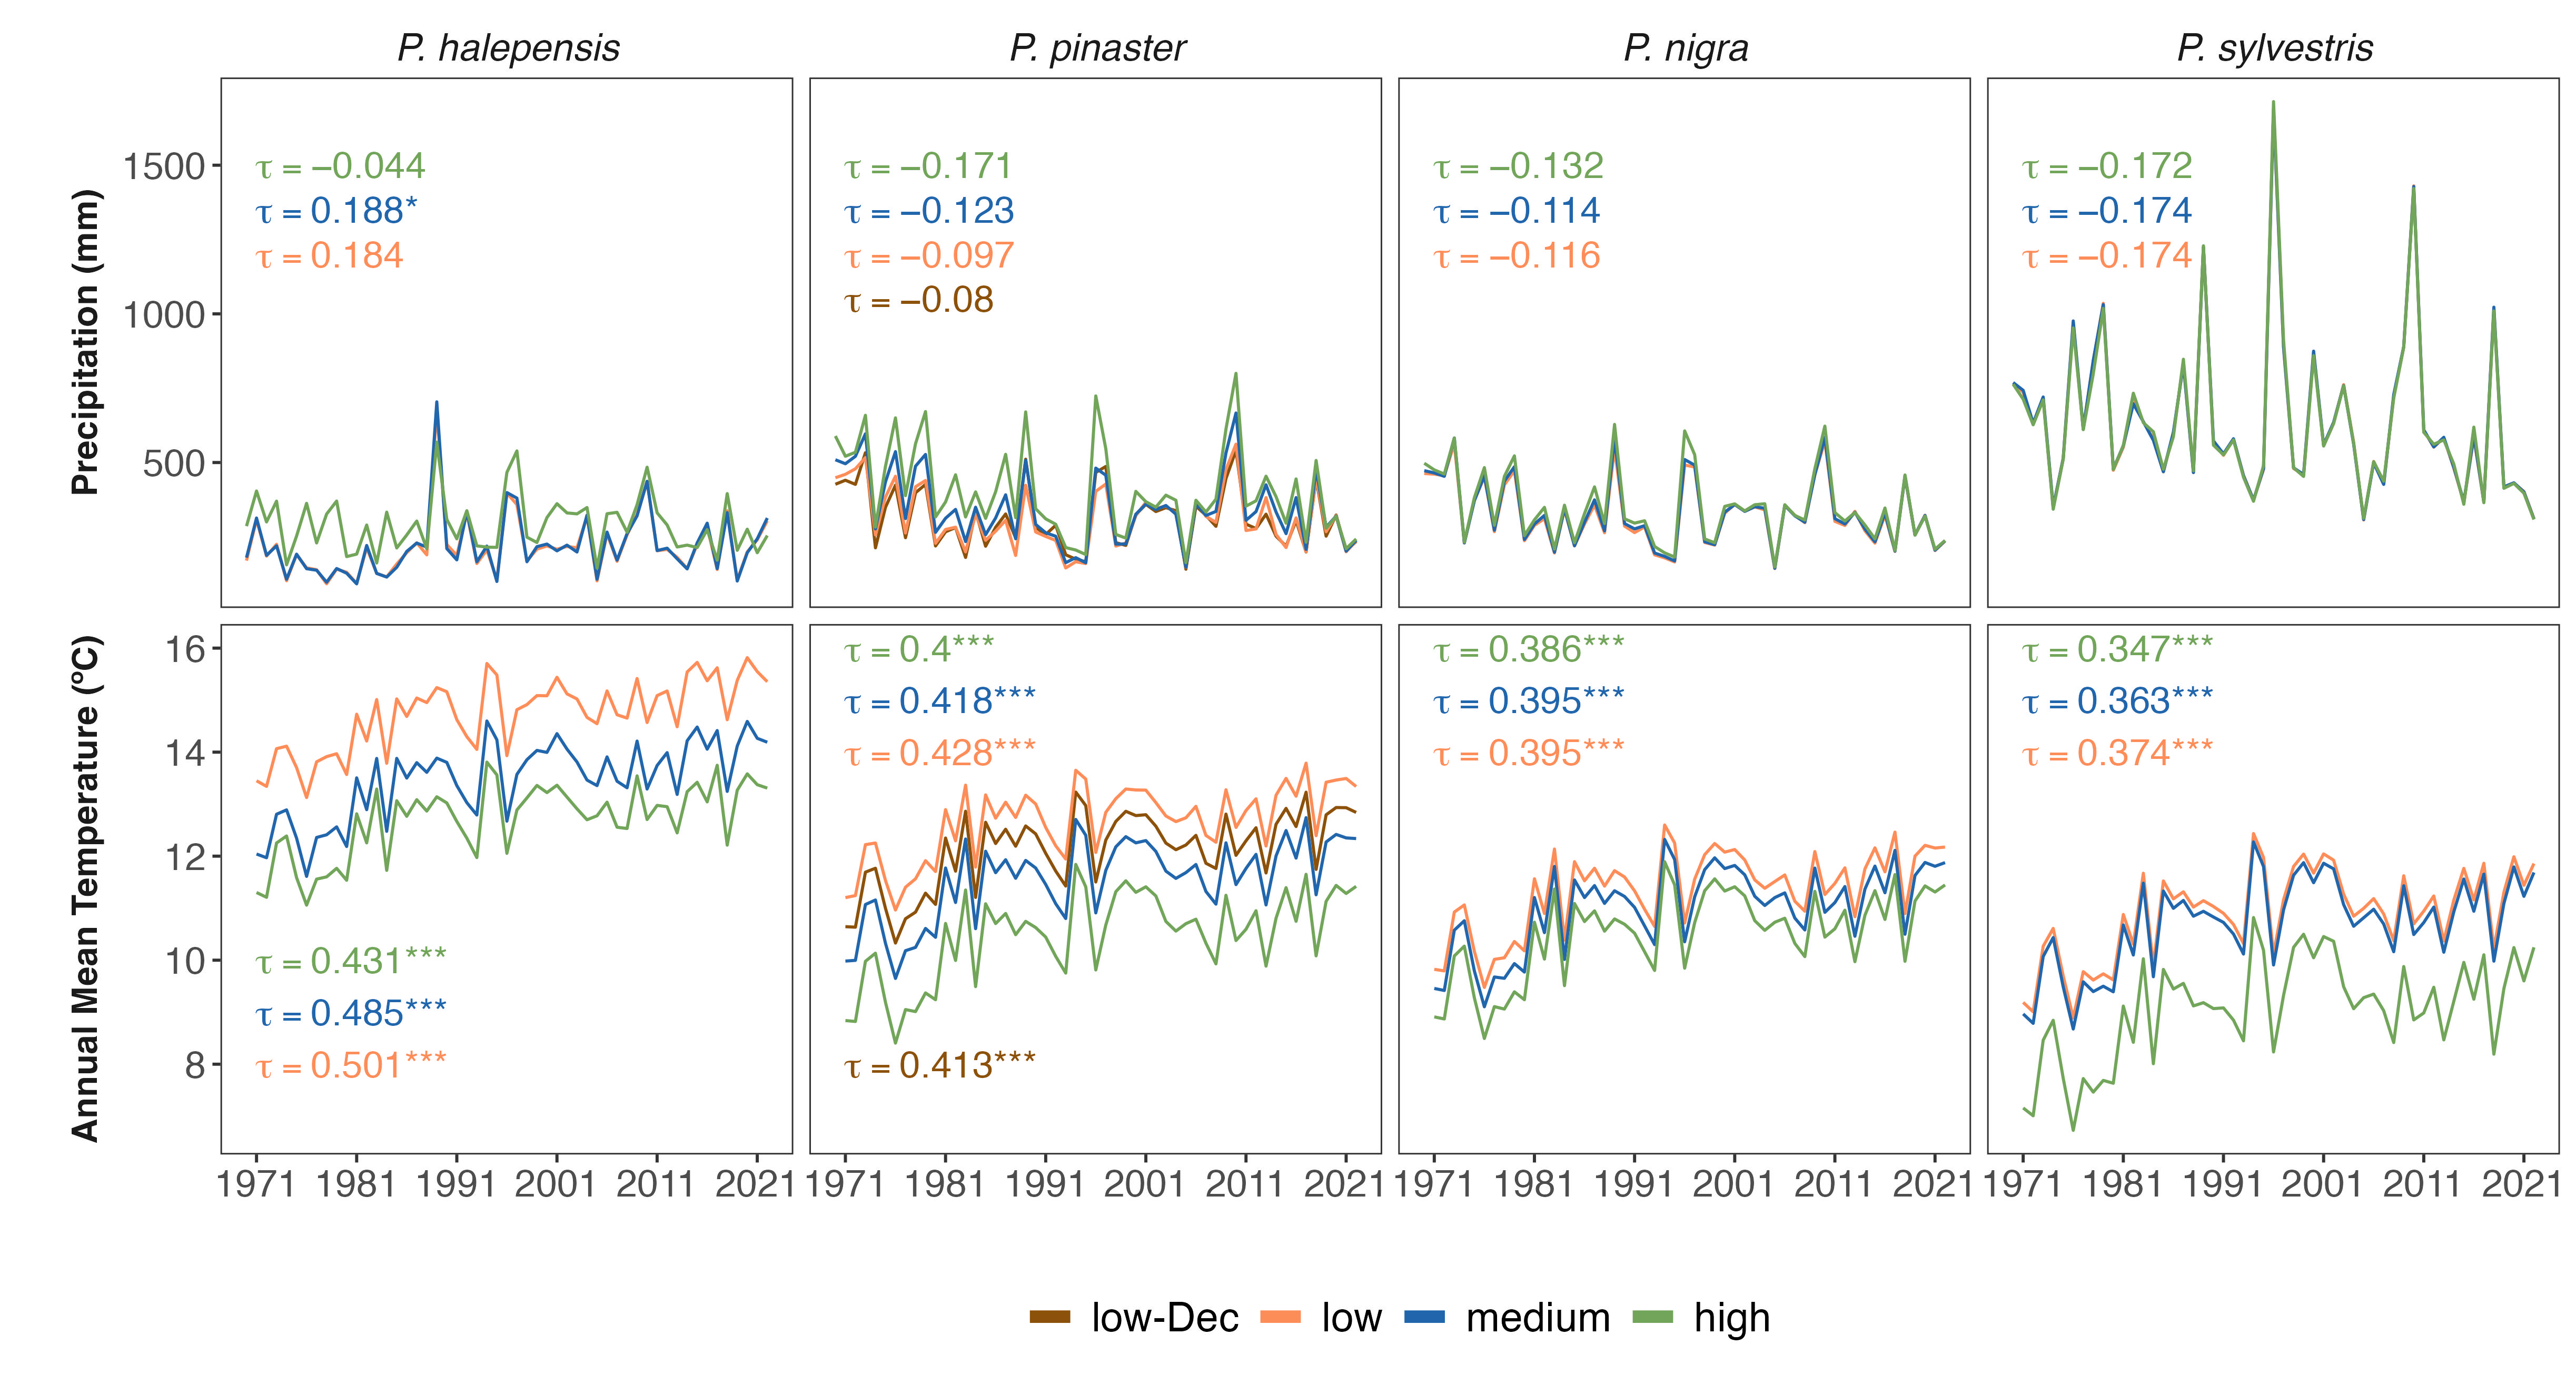 P. halepensis P. pinaster P. nigra P. sylvestris
Precipitation (mm)
1500
1000
500
τ = −0.044
τ = 0.188*
τ = 0.184
τ = −0.171
τ = −0.123
τ = −0.097
τ = −0.08
τ = −0.132
τ = −0.114
τ = −0.116
τ = −0.172
τ = −0.174
τ = −0.174
Annual Mean Temperature (°C)
16
14
12
10
8
τ = 0.431***
τ = 0.485***
τ = 0.501***
τ = 0.4***
τ = 0.418***
τ = 0.428***
τ = 0.413***
τ = 0.386***
τ = 0.395***
τ = 0.395***
τ = 0.347***
τ = 0.363***
τ = 0.374***
1971 1981 1991 2001 2011 2021 1971 1981 1991 2001 2011 2021 1971 1981 1991 2001 2011 2021 1971 1981 1991 2001 2011 2021
low-Dec low medium high